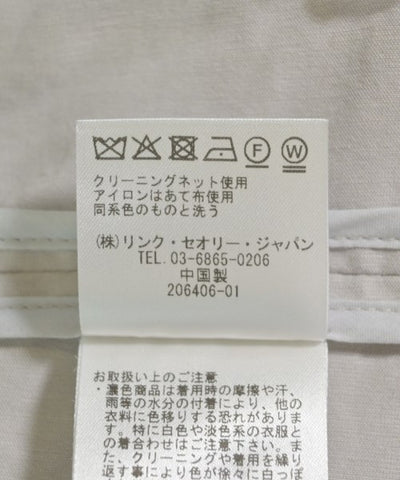 F W
クリーニングネット使用
アイロンはあて布使用
同系色のものと洗う
(株)リンク・セオリー・ジャパン
TEL. 03-6865-0206
中国製
206406-01
お取扱い上のご注意
・濃色商品は着用時の摩擦や汗、
雨等の水分の付着により、他の
衣料に色移りする恐れがありま
す。特に白色や淡色系の衣服と
の着合わせはご注意下さい。ま
た、クリーニングや着用を繰り
返す事により色が徐々に白っぽ